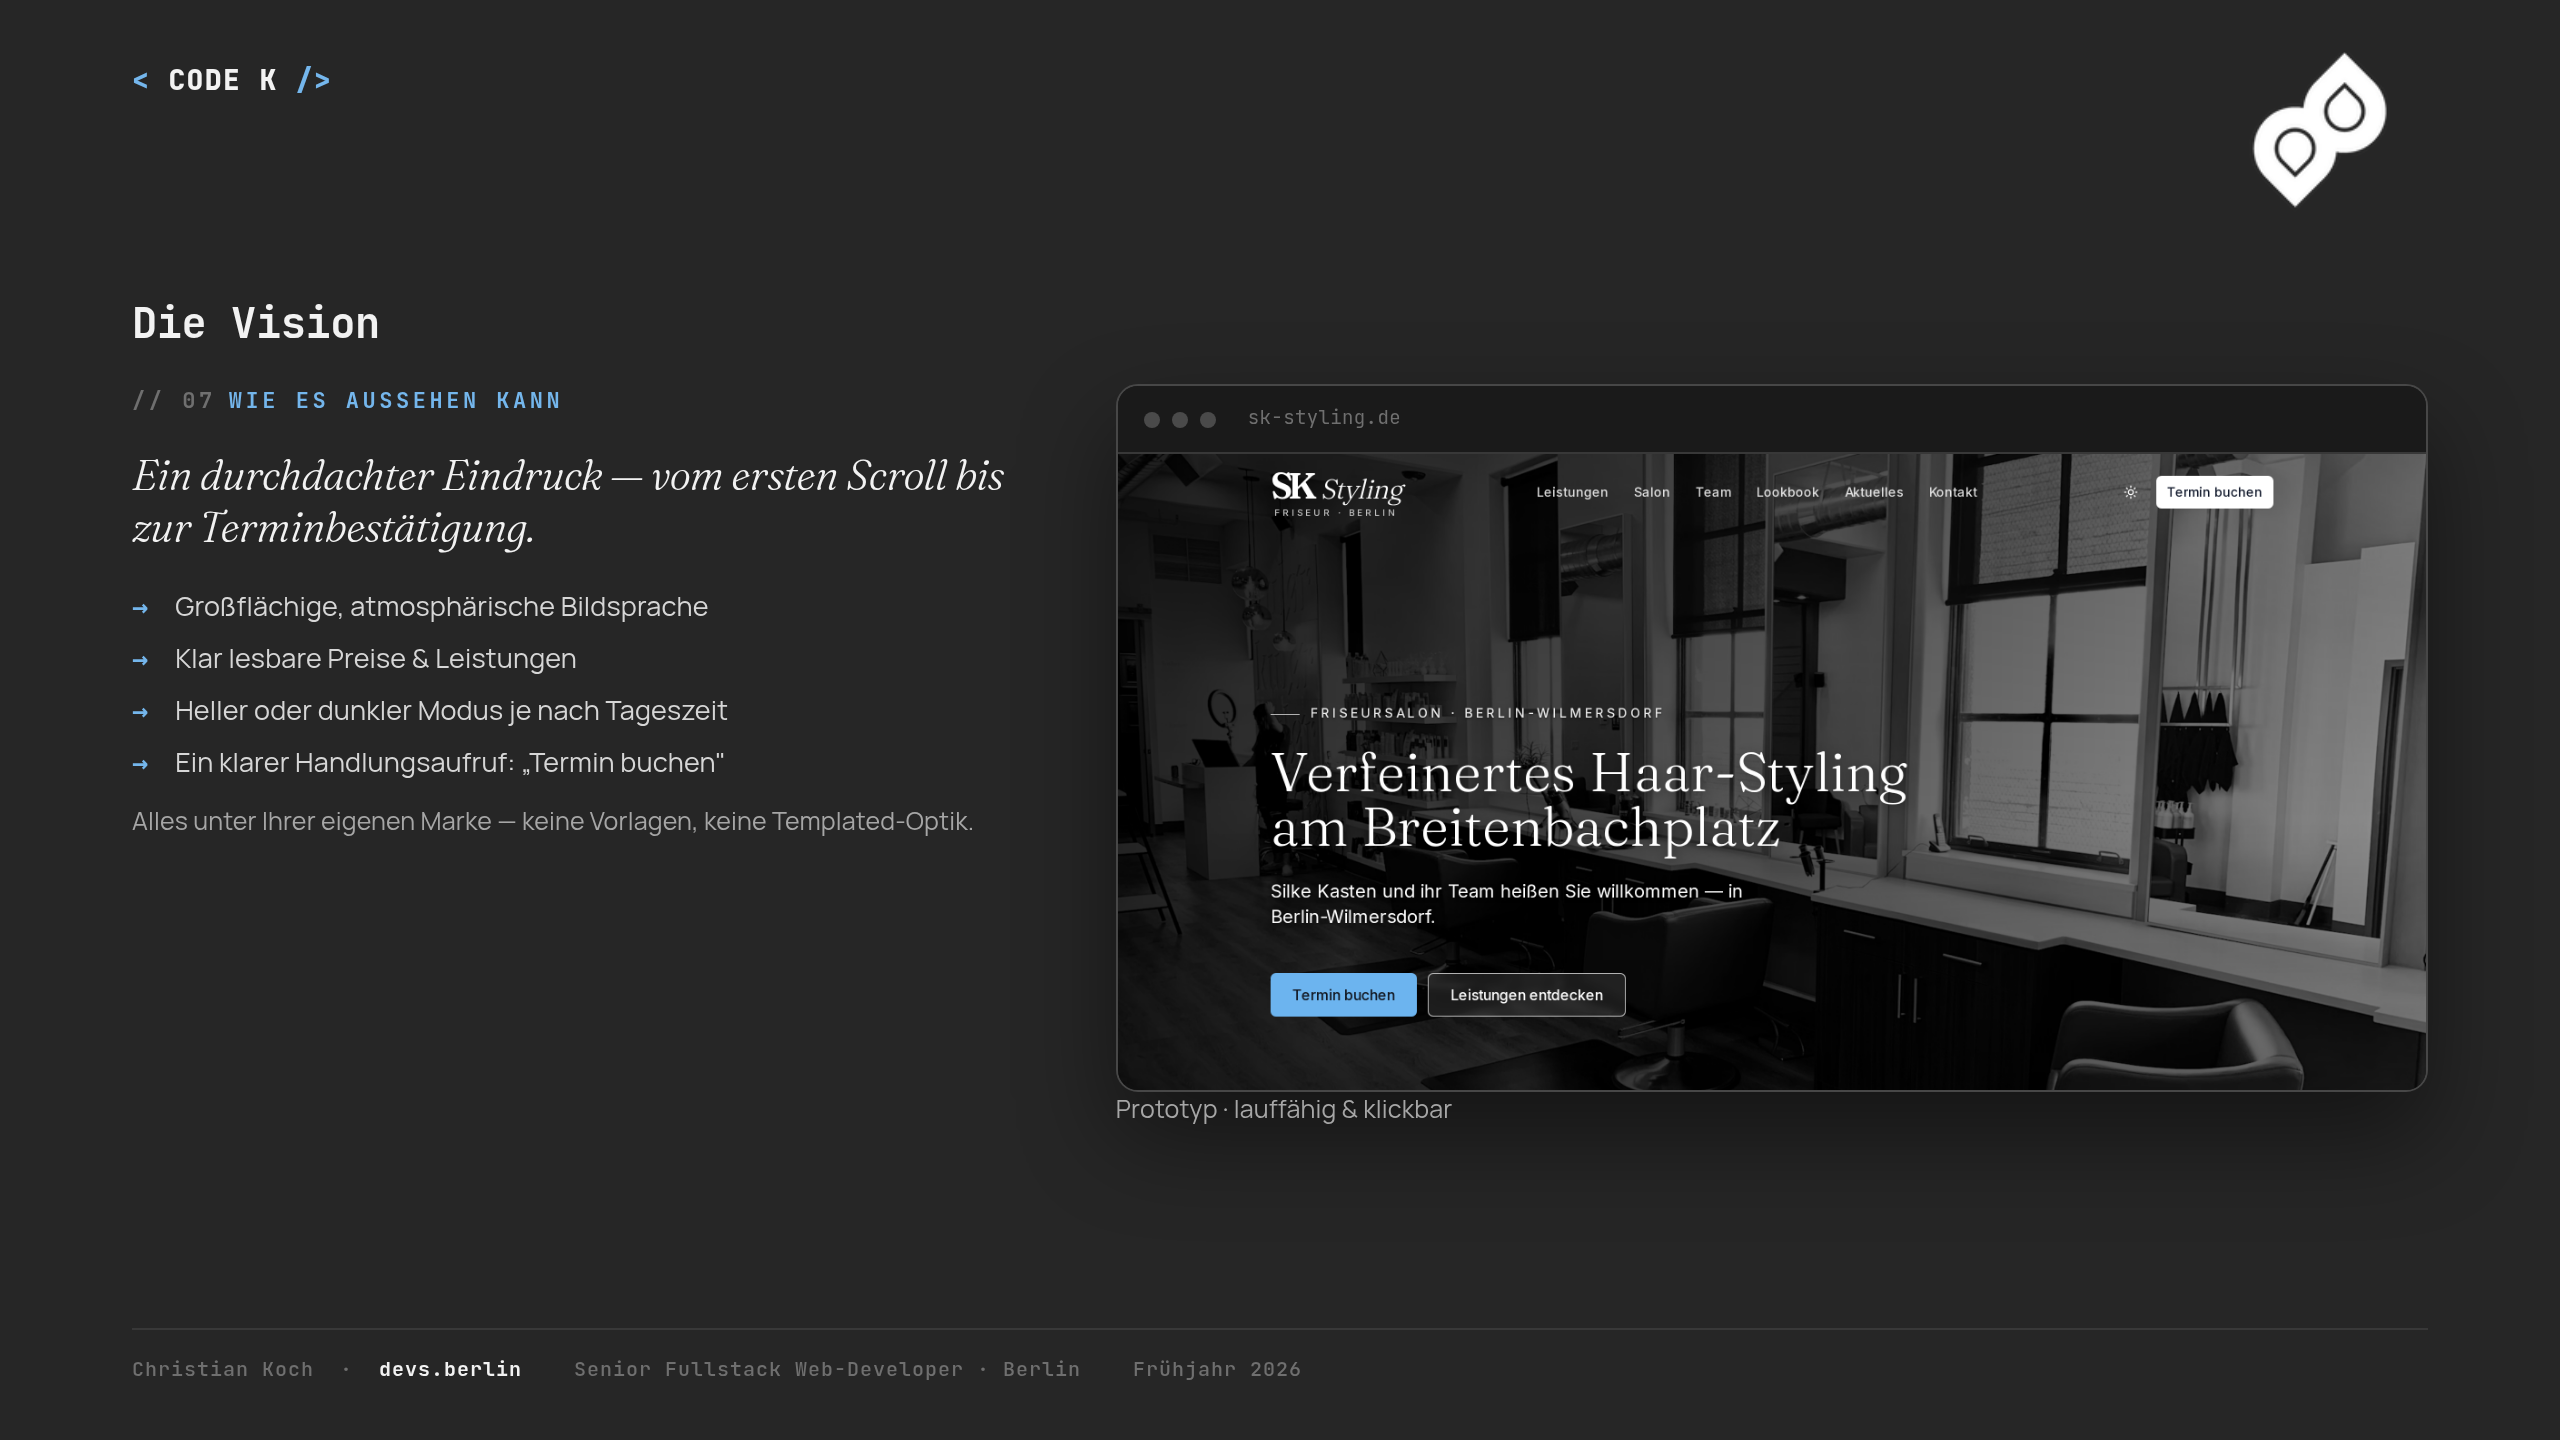 < CODE K />
Die Vision
// 07 WIE ES AUSSEHEN KANN
Ein durchdachter Eindruck — vom ersten Scroll bis
zur Terminbestätigung.
→ Großflächige, atmosphärische Bildsprache
→ Klar lesbare Preise & Leistungen
→ Heller oder dunkler Modus je nach Tageszeit
→ Ein klarer Handlungsaufruf: „Termin buchen"
Alles unter Ihrer eigenen Marke — keine Vorlagen, keine Templated-Optik.
sk-styling.de
SK Styling
FRISEUR · BERLIN
Leistungen Salon Team Lookbook Aktuelles Kontakt
Termin buchen
FRISEURSALON · BERLIN-WILMERSDORF
Verfeinertes Haar-Styling
am Breitenbachplatz
Silke Kasten und ihr Team heißen Sie willkommen — in
Berlin-Wilmersdorf.
Termin buchen
Leistungen entdecken
Prototyp · lauffähig & klickbar
Christian Koch · devs.berlin Senior Fullstack Web-Developer · Berlin Frühjahr 2026